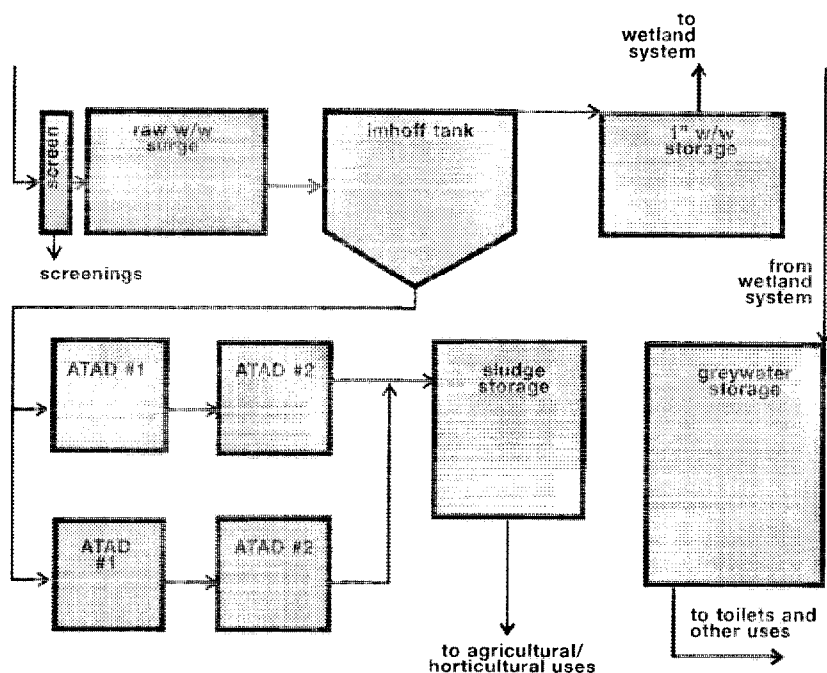 to
wetland
system
screen
raw w/w
surge
imhoff tank
1° w/w
storage
screenings
from
wetland
system
ATAD #1
ATAD #2
sludge
storage
greywater
storage
ATAD
#1
ATAD #2
to agricultural/
horticultural uses
to toilets and
other uses